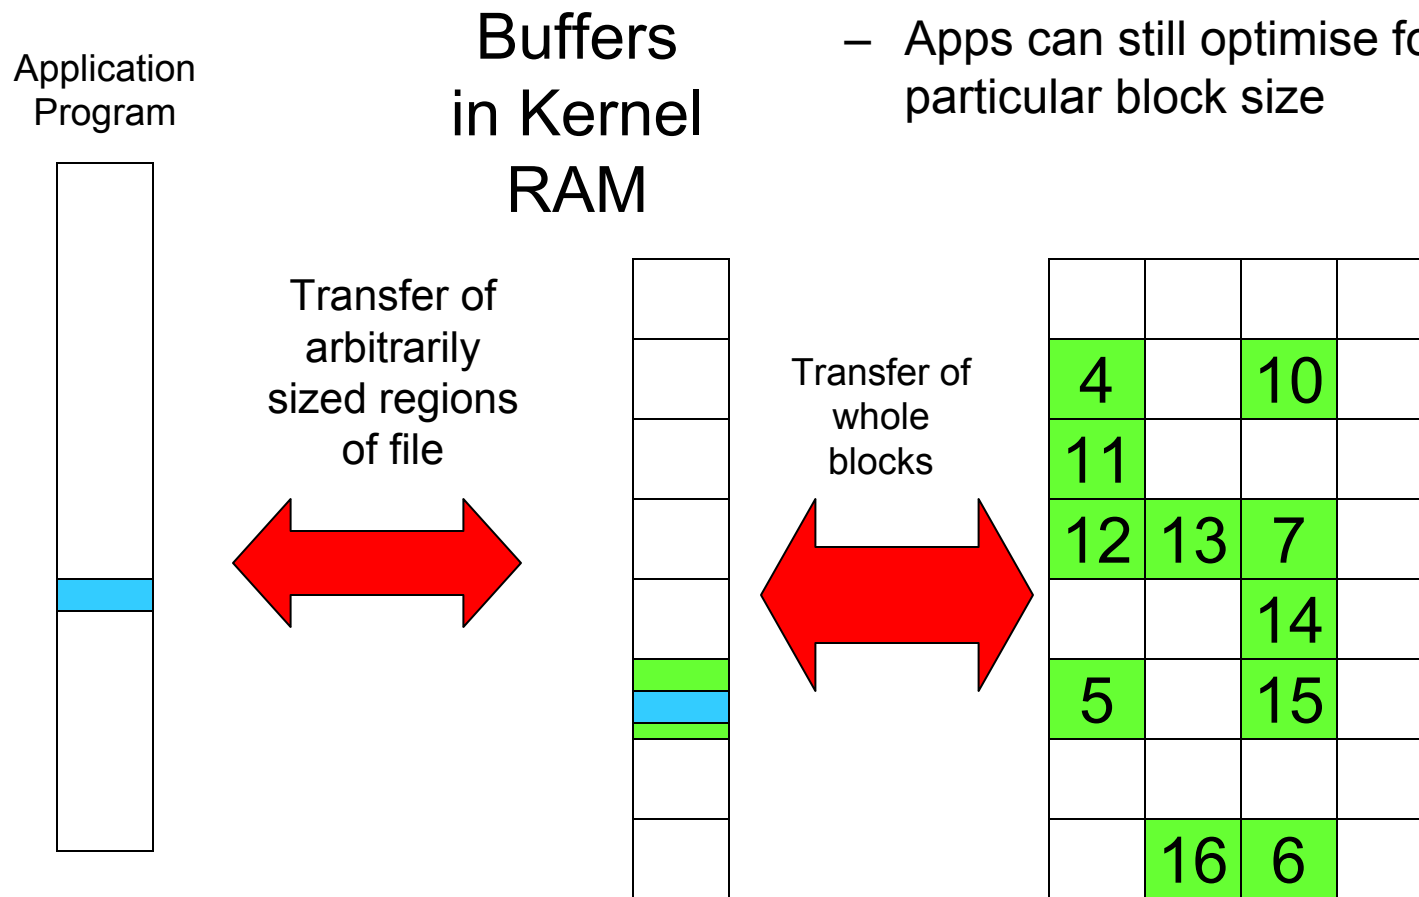 Application
Program
Buffers
in Kernel
RAM
– Apps can still optimise
particular block size
Transfer of
arbitrarily
sized regions
of file
Transfer of
whole
blocks
4 10
11
12 13 7
14
5 15
16 6